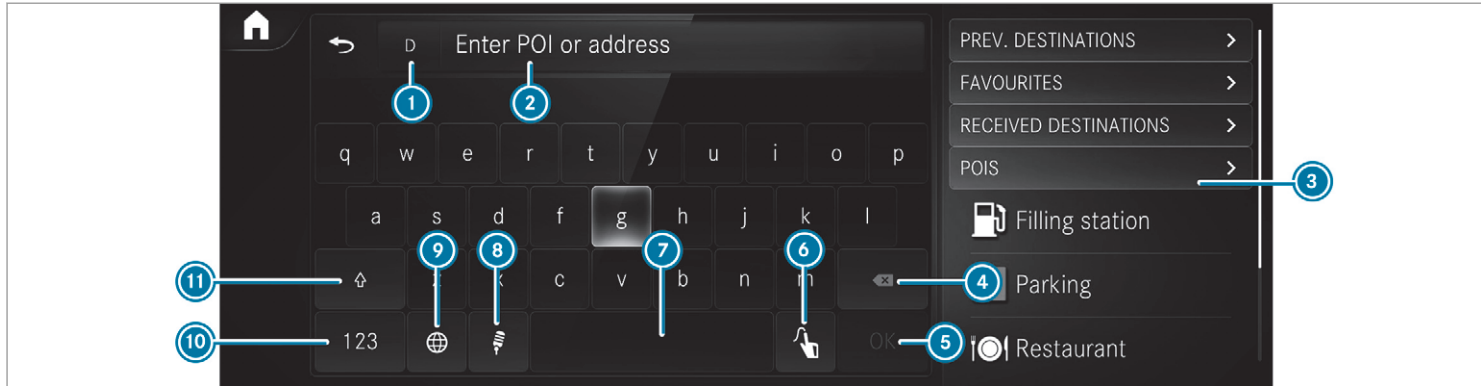 D Enter POI or address
1 2
q w e r t y u i o p
a s d f g h j k l
9 8 7 6
11 z x c v b n m 4
10 123 OK 5
PREV. DESTINATIONS
FAVOURITES
RECEIVED DESTINATIONS
POIS
3
Filling station
Parking
Restaurant